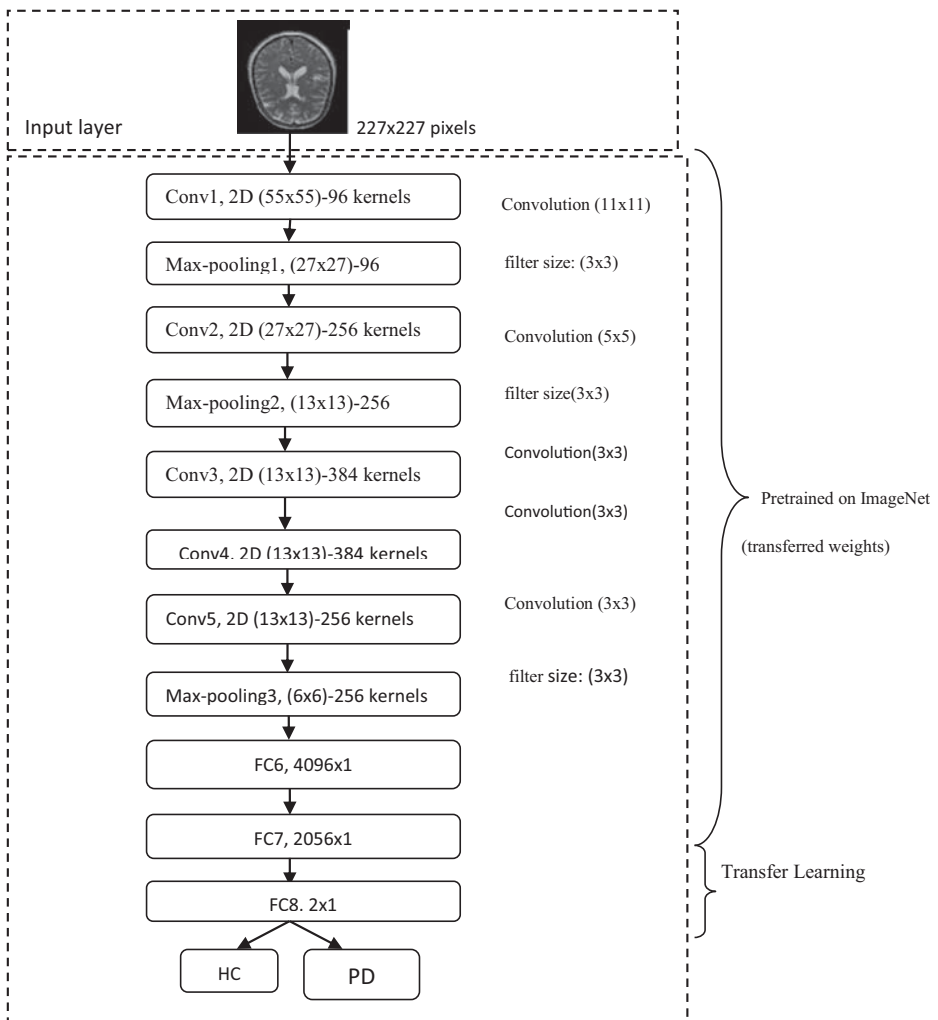 Input layer
227x227 pixels
Conv1, 2D (55x55)-96 kernels
Convolution (11x11)
Max-pooling1, (27x27)-96
filter size: (3x3)
Conv2, 2D (27x27)-256 kernels
Convolution (5x5)
Max-pooling2, (13x13)-256
filter size(3x3)
Conv3, 2D (13x13)-384 kernels
Convolution(3x3)
Convolution(3x3)
Pretrained on ImageNet
(transferred weights)
Conv4, 2D (13x13)-384 kernels
Conv5, 2D (13x13)-256 kernels
Convolution (3x3)
Max-pooling3, (6x6)-256 kernels
filter size: (3x3)
FC6, 4096x1
FC7, 2056x1
Transfer Learning
FC8. 2x1
HC
PD